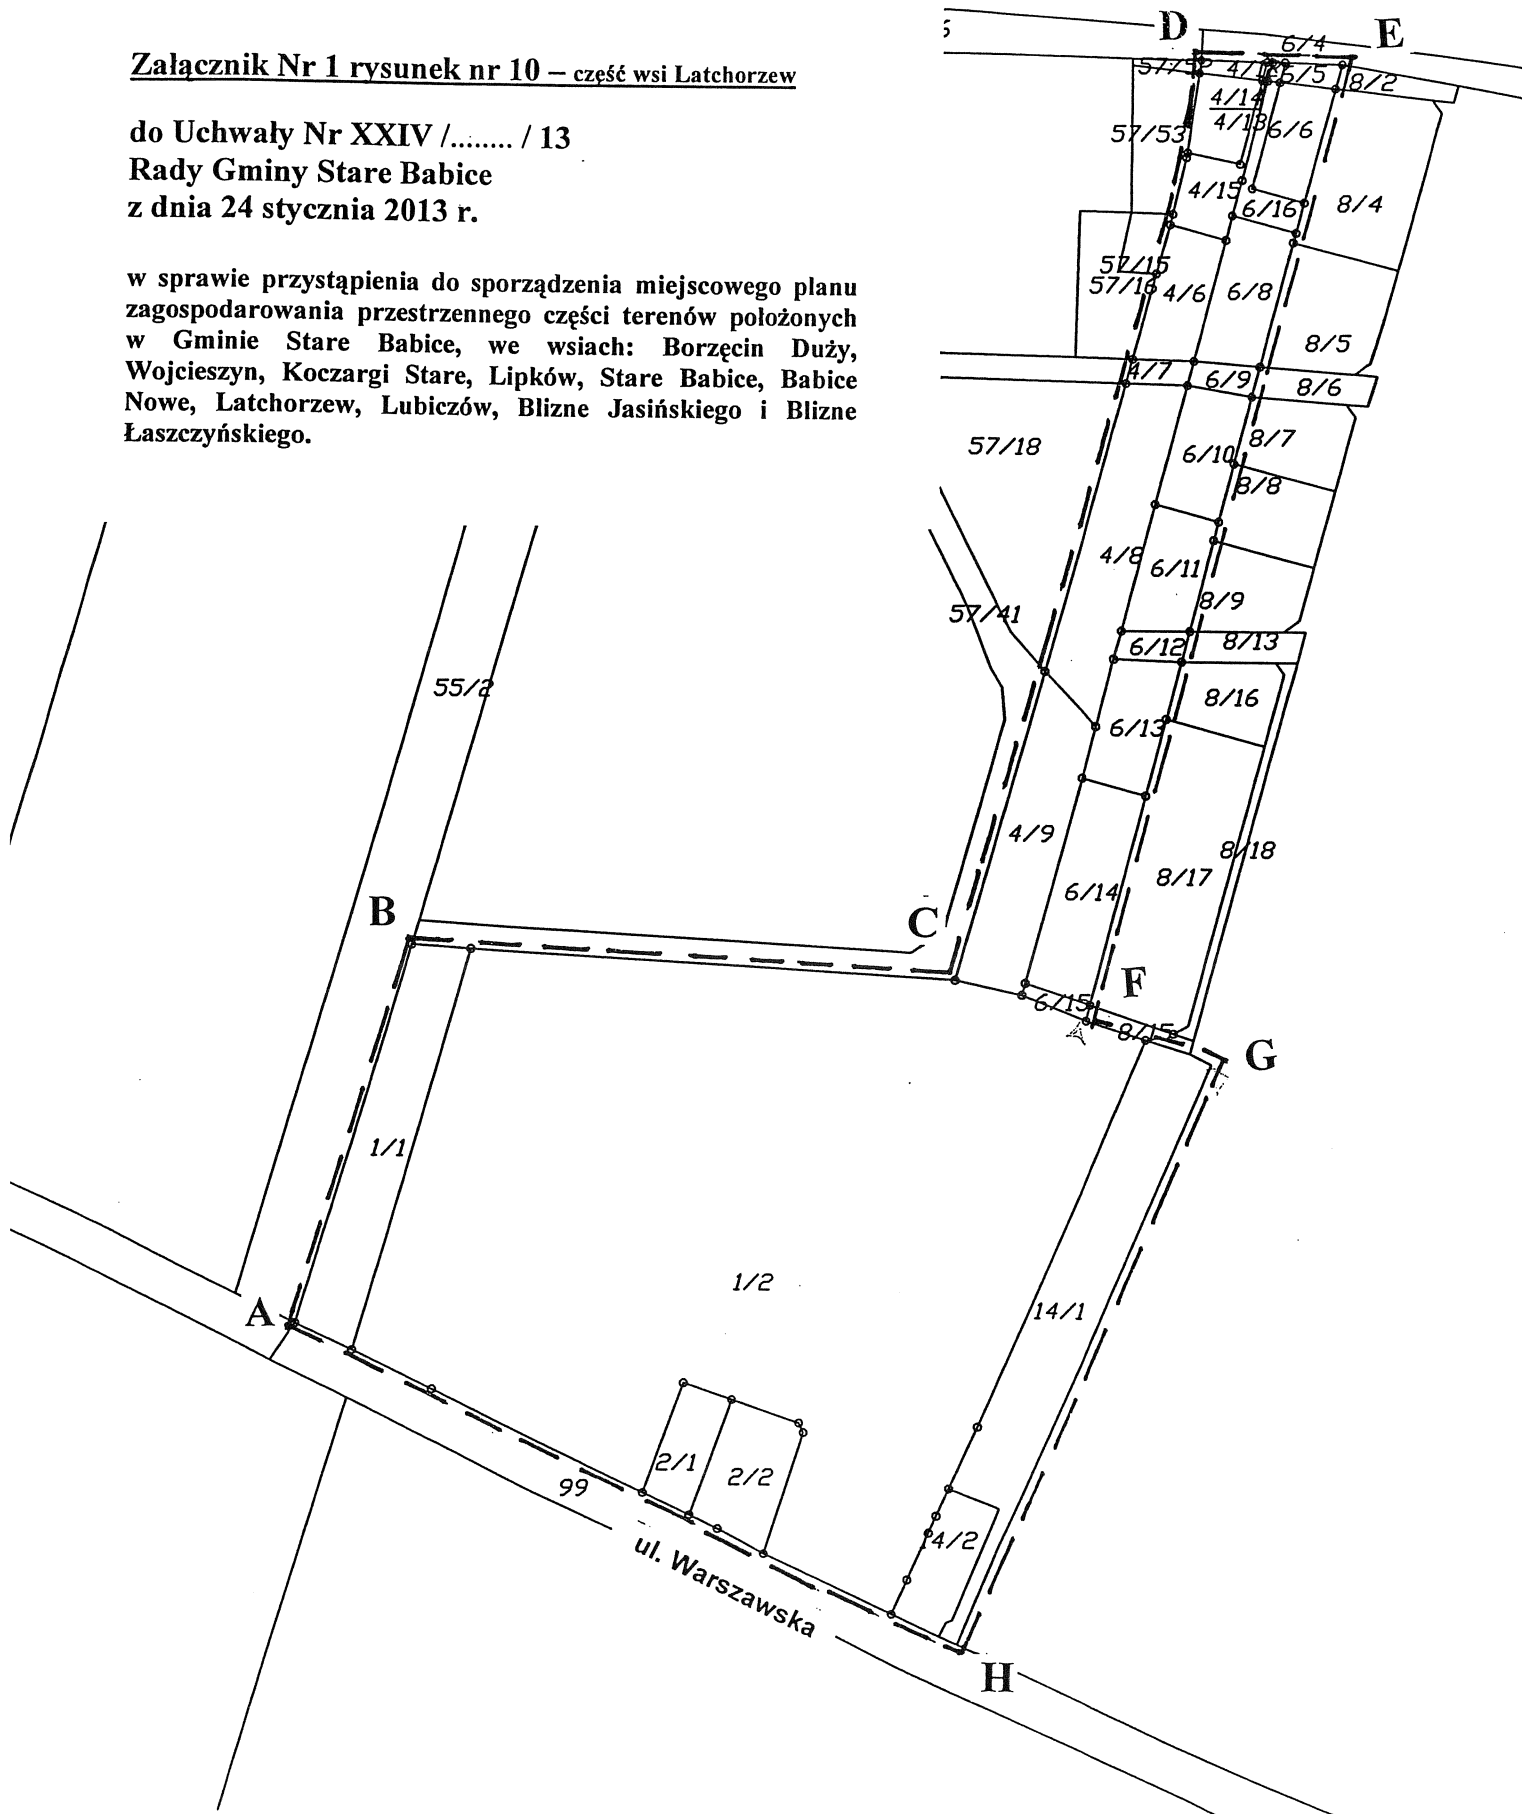 Załącznik Nr 1 rysunek nr 10 – część wsi Latchorzew
do Uchwały Nr XXIV /........ / 13
Rady Gminy Stare Babice
z dnia 24 stycznia 2013 r.
w sprawie przystąpienia do sporządzenia miejscowego planu
zagospodarowania przestrzennego części terenów położonych
w Gminie Stare Babice, we wsiach: Borzęcin Duży,
Wojcieszyn, Koczargi Stare, Lipków, Stare Babice, Babice
Nowe, Latchorzew, Lubiczów, Blizne Jasińskiego i Blizne
Łaszczyńskiego.
D
E
6/4
6/5
8/2
4/14
4/13
6/6
57/53
4/15
6/16
8/4
57/15
57/16
4/6
6/8
8/5
4/7
6/9
8/6
57/18
6/10
8/7
8/8
4/8
6/11
8/9
57/41
6/12
8/13
55/2
8/16
6/13
4/9
8/18
6/14
8/17
B
C
F
6/15
8/15
G
1/1
1/2
A
14/1
2/1
2/2
99
14/2
ul. Warszawska
H